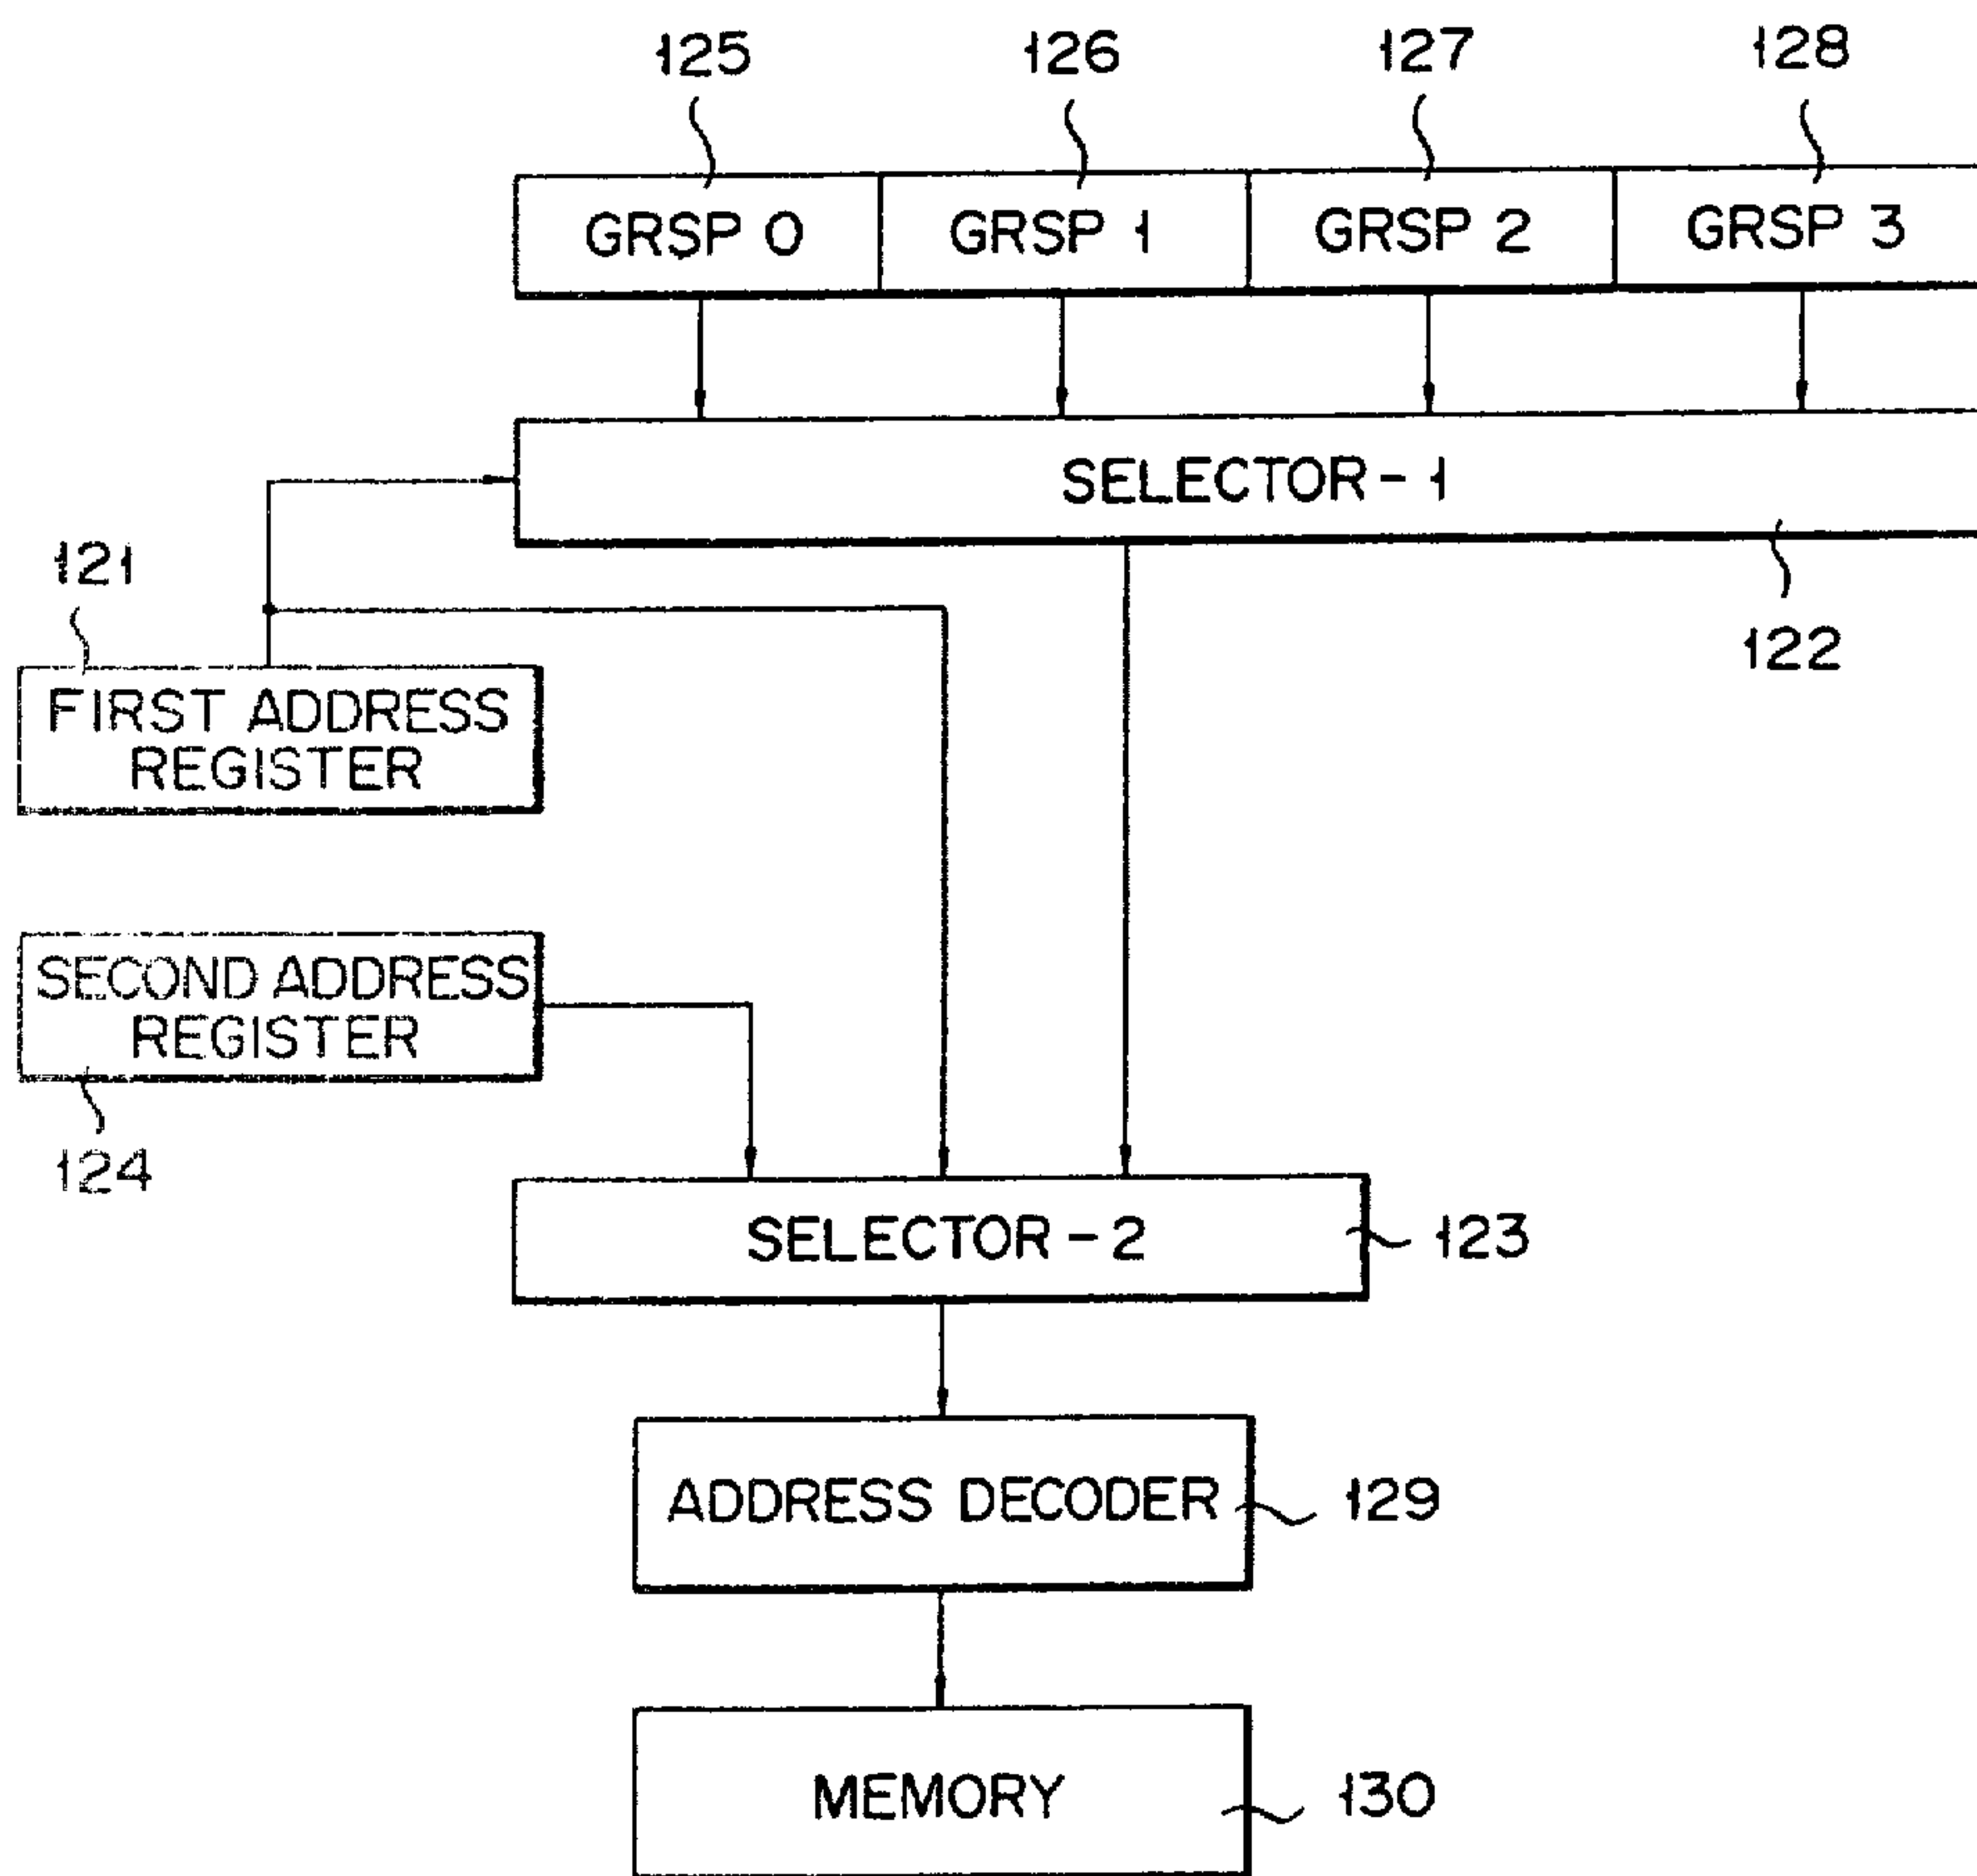 125
126
127
128
GRSP 0
GRSP 1
GRSP 2
GRSP 3
SELECTOR-1
121
122
FIRST ADDRESS
REGISTER
SECOND ADDRESS
REGISTER
124
SELECTOR-2
123
ADDRESS DECODER
129
MEMORY
130